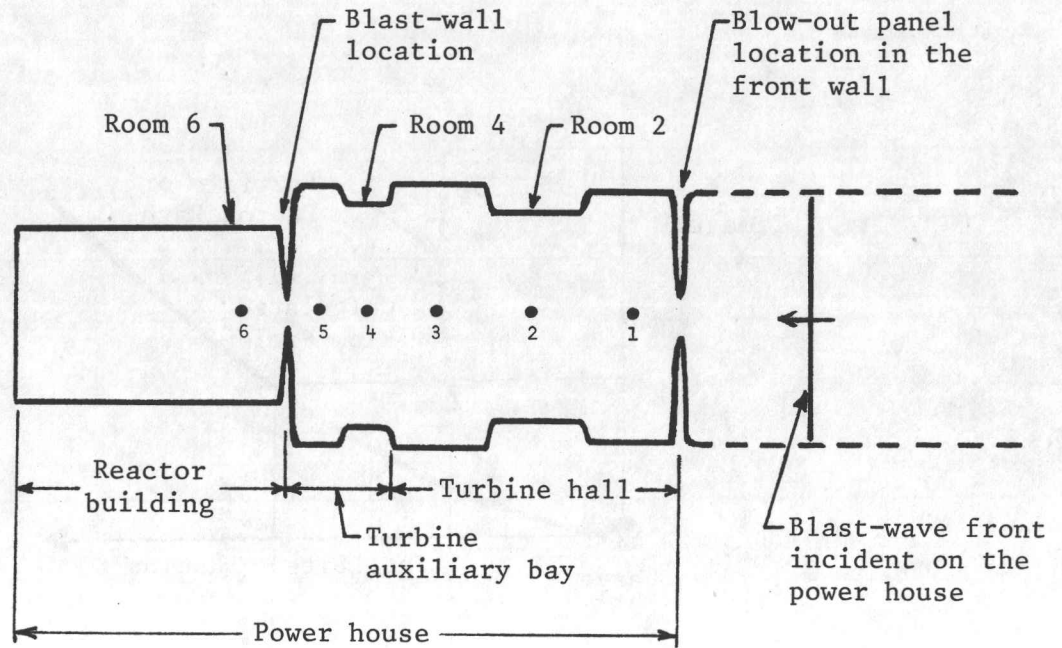 Blast-wall
location
Blow-out panel
location in the
front wall
Room 6
Room 4
Room 2
6
5
4
3
2
1
Reactor
building
Turbine hall
Turbine
auxiliary bay
Blast-wave front
incident on the
power house
Power house